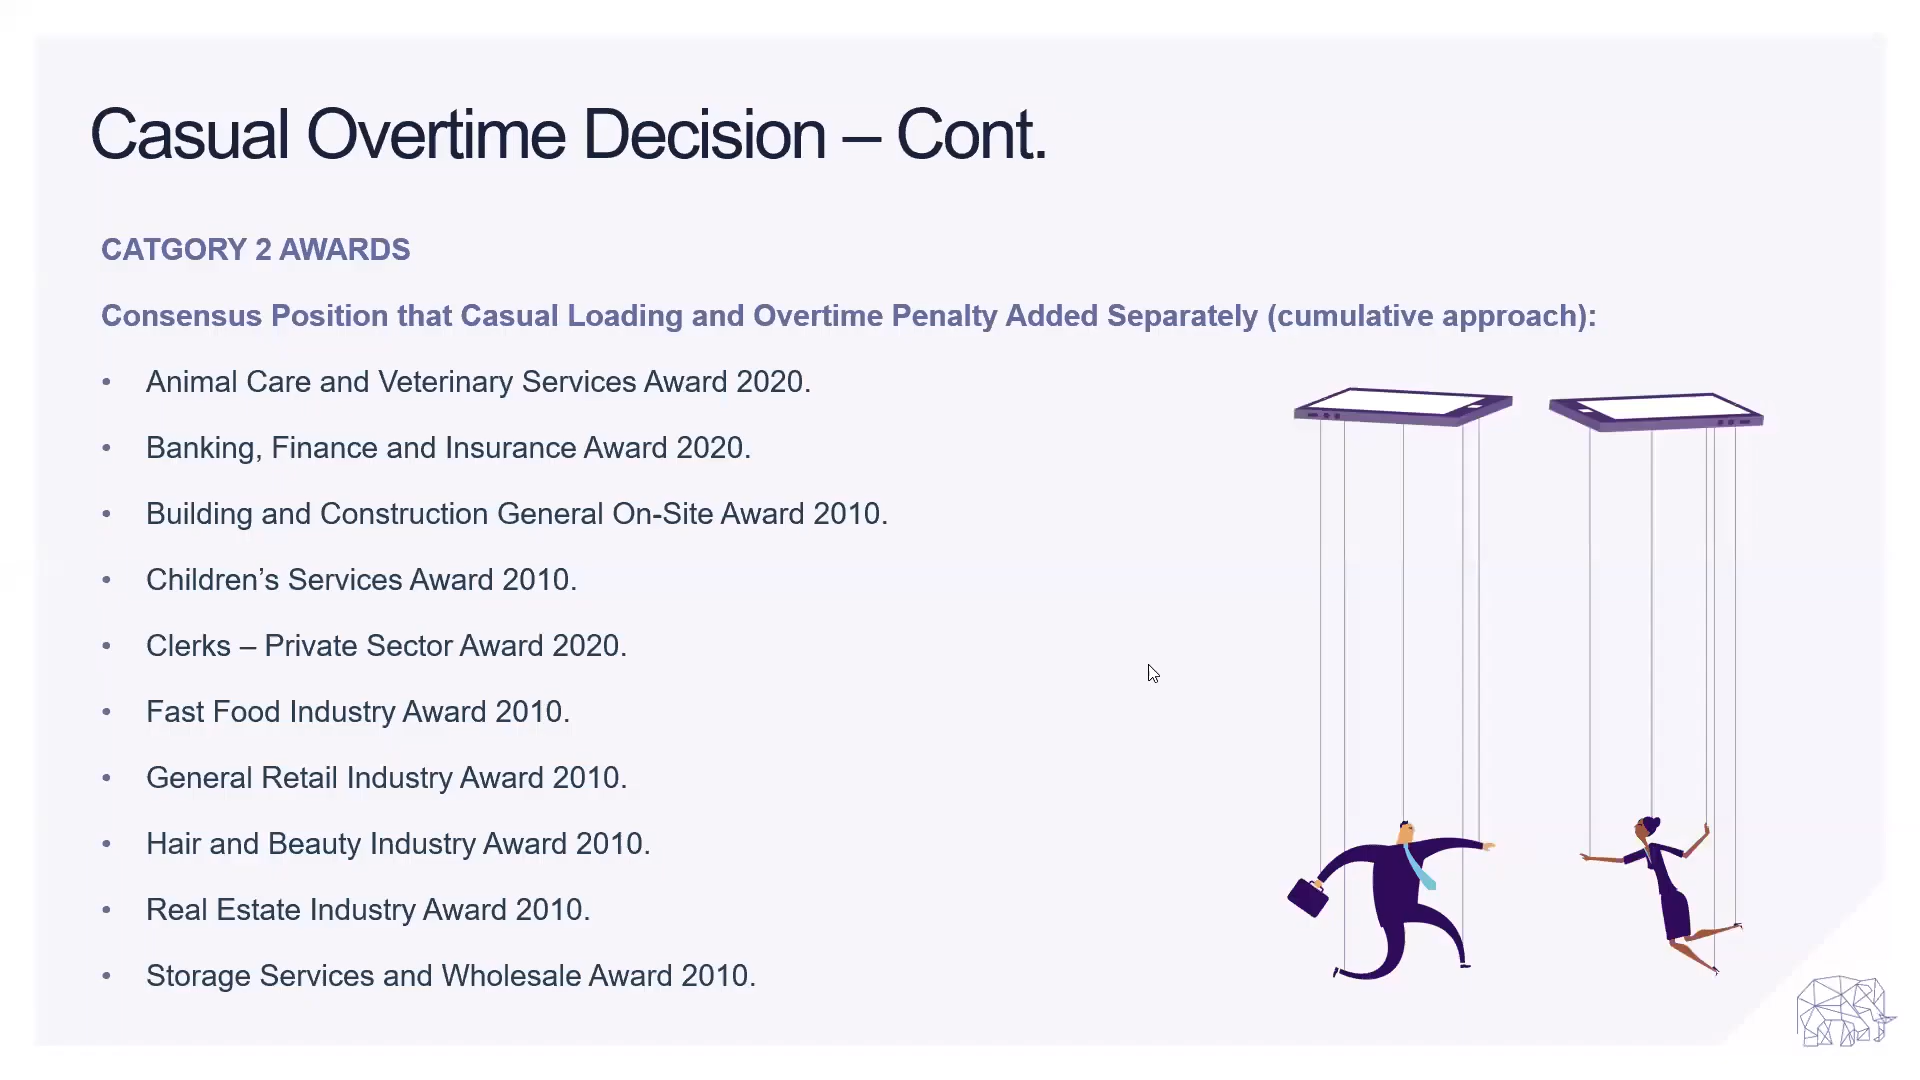 Casual Overtime Decision – Cont.
CATGORY 2 AWARDS
Consensus Position that Casual Loading and Overtime Penalty Added Separately (cumulative approach):
• Animal Care and Veterinary Services Award 2020.
• Banking, Finance and Insurance Award 2020.
• Building and Construction General On-Site Award 2010.
• Children’s Services Award 2010.
• Clerks – Private Sector Award 2020.
• Fast Food Industry Award 2010.
• General Retail Industry Award 2010.
• Hair and Beauty Industry Award 2010.
• Real Estate Industry Award 2010.
• Storage Services and Wholesale Award 2010.